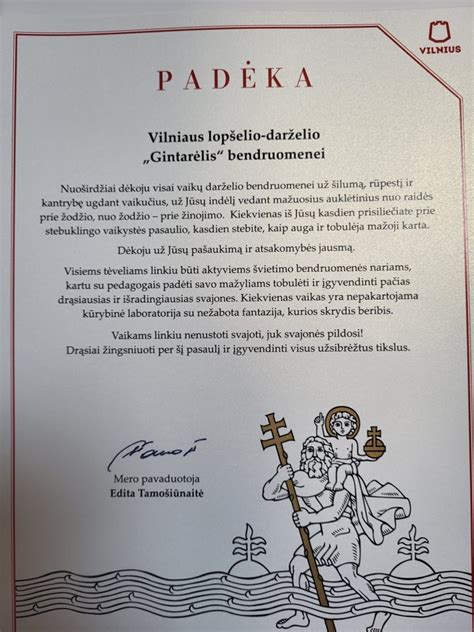 VILNIUS
PADĖKA
Vilniaus lopšelio-darželio
„Gintarėlis“ bendruomenei
Nuoširdžiai dėkoju visai vaikų darželio bendruomenei už šilumą, rūpestį ir
kantrybę ugdant vaikučius, už Jūsų indėlį vedant mažuosius auklėtinius nuo raidės
prie žodžio, nuo žodžio – prie žinojimo. Kiekvienas iš Jūsų kasdien prisiliečiate prie
stebuklingo vaikystės pasaulio, kasdien stebite, kaip auga ir tobulėja mažoji karta.
Dėkoju už Jūsų pašaukimą ir atsakomybės jausmą.
Visiems tėveliams linkiu būti aktyviems švietimo bendruomenės nariams,
kartu su pedagogais padėti savo mažyliams tobulėti ir įgyvendinti pačias
drąsiausias ir išradingiausias svajones. Kiekvienas vaikas yra nepakartojama
kūrybinė laboratorija su nežabota fantazija, kurios skrydis beribis.
Vaikams linkiu nenustoti svajoti, juk svajonės pildosi!
Drąsiai žingsniuoti per šį pasaulį ir įgyvendinti visus užsibrėžtus tikslus.
Mero pavaduotoja
Edita Tamošiūnaitė